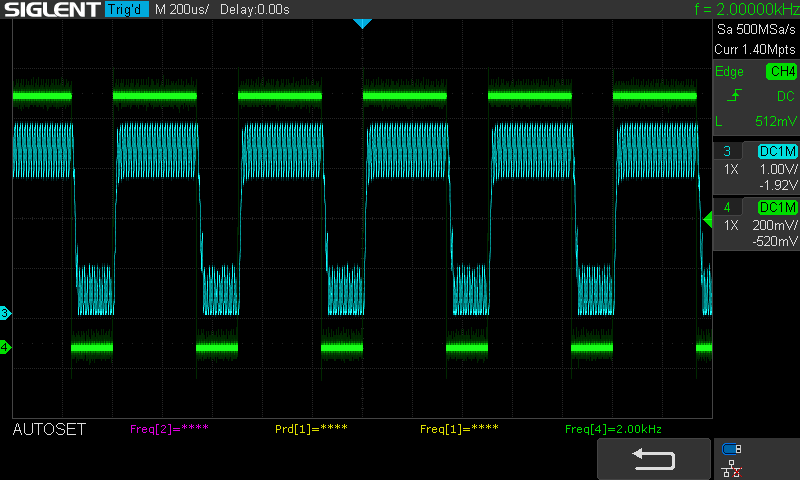 SIGLENT Trig'd M 200us/ Delay:0.00s f = 2.00000kHz
Sa 500MSa/s
Curr 1.40Mpts
Edge CH4
DC
L 512mV
3 DC1M
1X 1.00V/
-1.92V
4 DC1M
1X 200mV/
-520mV
3
4
AUTOSET Freq[2]=**** Prd[1]=**** Freq[1]=**** Freq[4]=2.00kHz